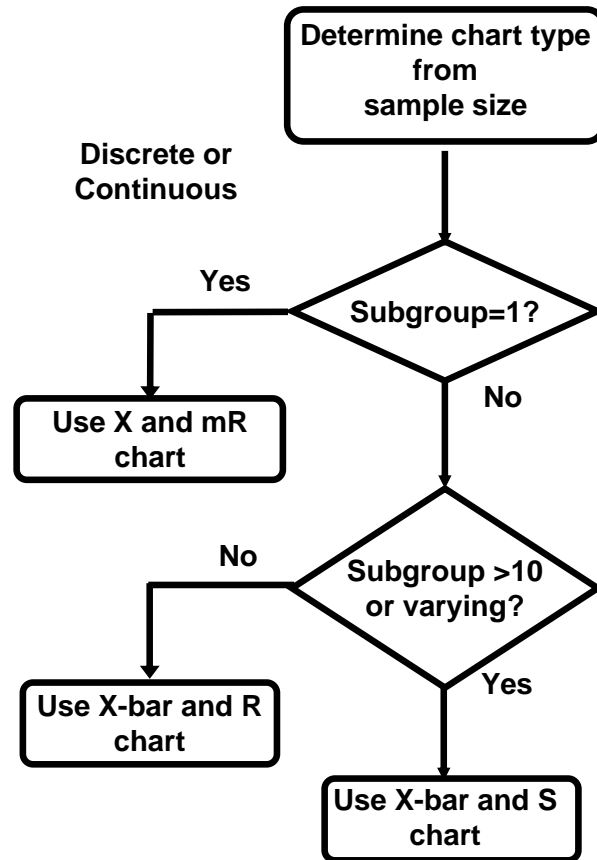 Determine chart type
from
sample size
Discrete or
Continuous
Yes
Subgroup=1?
No
Use X and mR
chart
No
Subgroup >10
or varying?
Yes
Use X-bar and R
chart
Use X-bar and S
chart